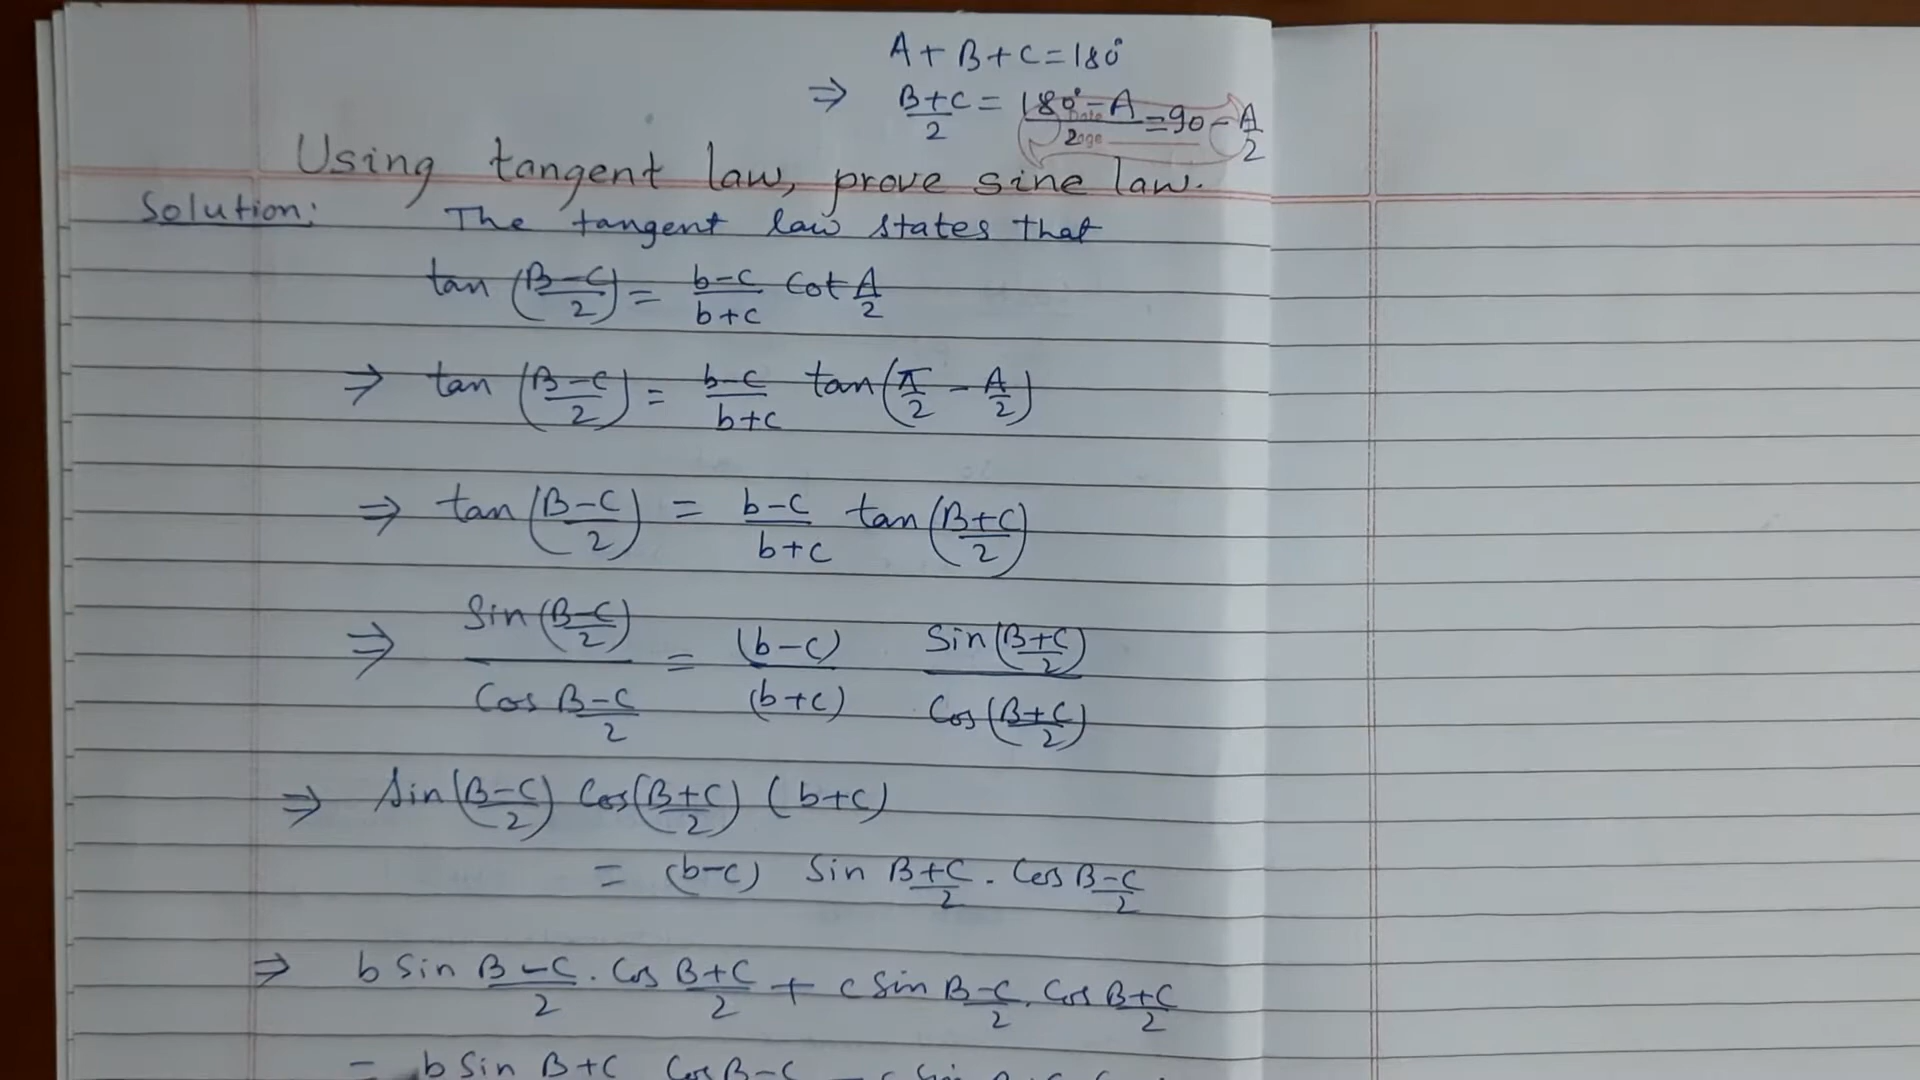 A + B + C = 180°
⇒ (B+C)/2 = (180° - A)/2 = 90 - A/2
Using tangent law, prove sine law.
Solution: The tangent law states that
tan ((B-C)/2) = (b-c)/(b+c) Cot A/2
⇒ tan ((B-C)/2) = (b-c)/(b+c) tan(π/2 - A/2)
⇒ tan((B-C)/2) = (b-c)/(b+c) tan((B+C)/2)
⇒ Sin((B-C)/2) / Cos (B-C)/2 = (b-c)/(b+c) Sin((B+C)/2) / Cos((B+C)/2)
⇒ Sin((B-C)/2) Cos((B+C)/2) (b+c)
= (b-c) Sin (B+C)/2 . Cos (B-C)/2
⇒ b Sin (B-C)/2 . Cos (B+C)/2 + c Sin (B-C)/2 . Cos (B+C)/2
= b Sin B+C Cos B-C